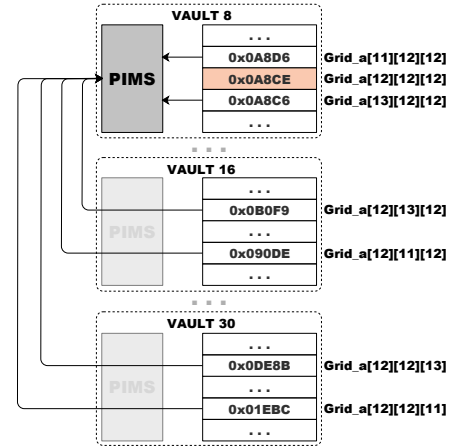 VAULT 8
. . .
0x0A8D6 Grid_a[11][12][12]
PIMS 0x0A8CE Grid_a[12][12][12]
0x0A8C6 Grid_a[13][12][12]
. . .
. . .
VAULT 16
. . .
0x0B0F9 Grid_a[12][13][12]
PIMS . . .
0x090DE Grid_a[12][11][12]
. . .
. . .
VAULT 30
. . .
0x0DE8B Grid_a[12][12][13]
PIMS . . .
0x01EBC Grid_a[12][12][11]
. . .